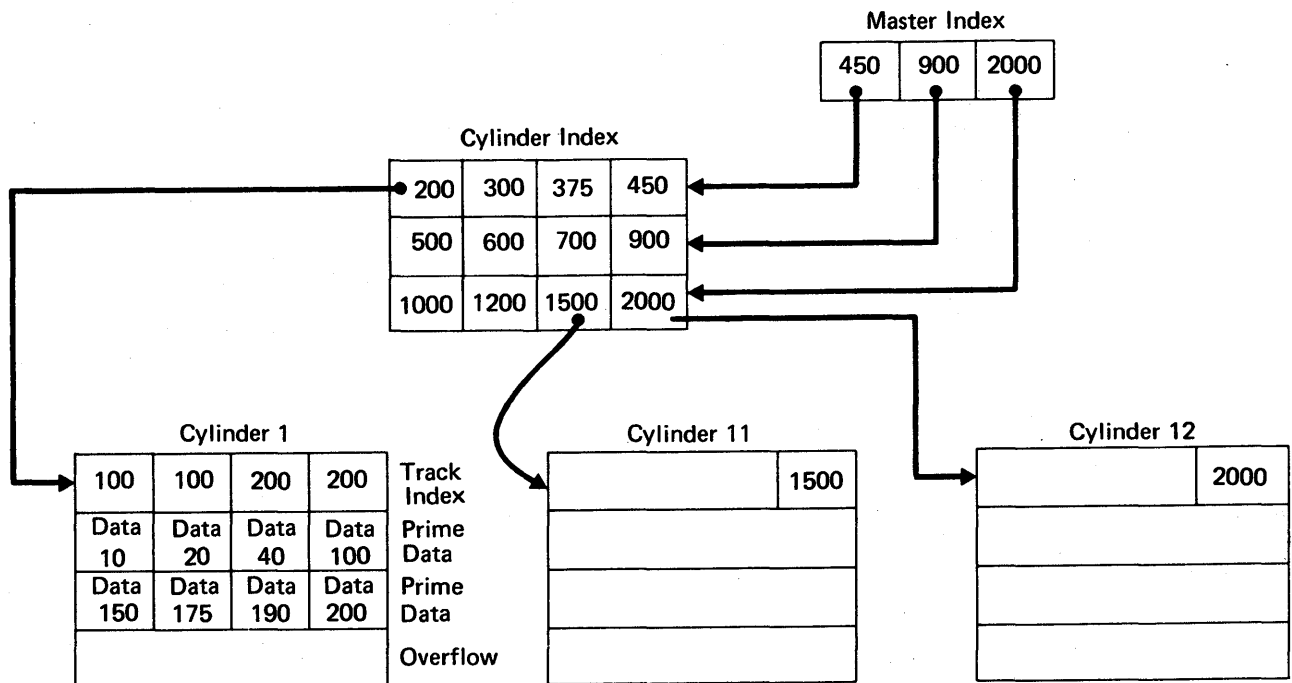 Master Index
450 900 2000
Cylinder Index
200 300 375 450
500 600 700 900
1000 1200 1500 2000
Cylinder 1
100 100 200 200
Track
Index
Data Data Data Data
10 20 40 100
Prime
Data
Data Data Data Data
150 175 190 200
Prime
Data
Overflow
Cylinder 11
1500
Cylinder 12
2000